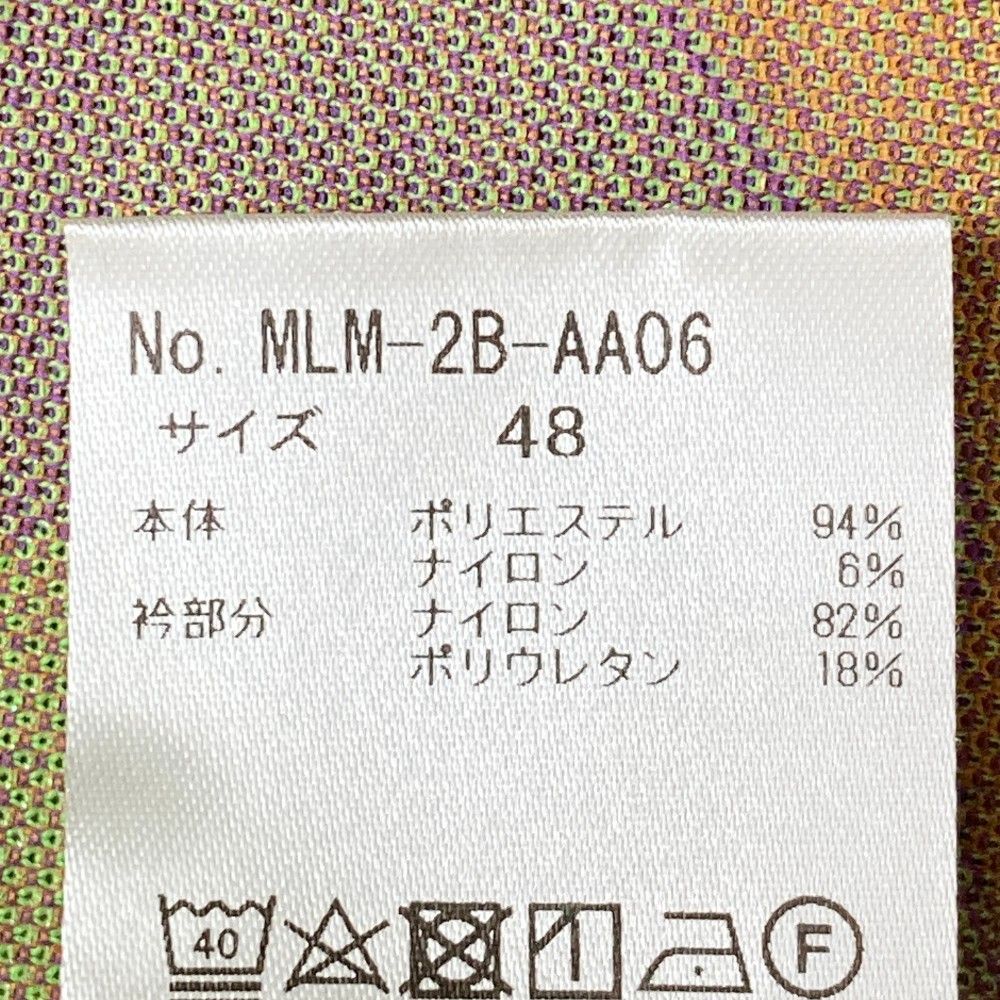 No. MLM-2B-AA06
サイズ 48
本体 ポリエステル 94%
ナイロン 6%
衿部分 ナイロン 82%
ポリウレタン 18%
40 F